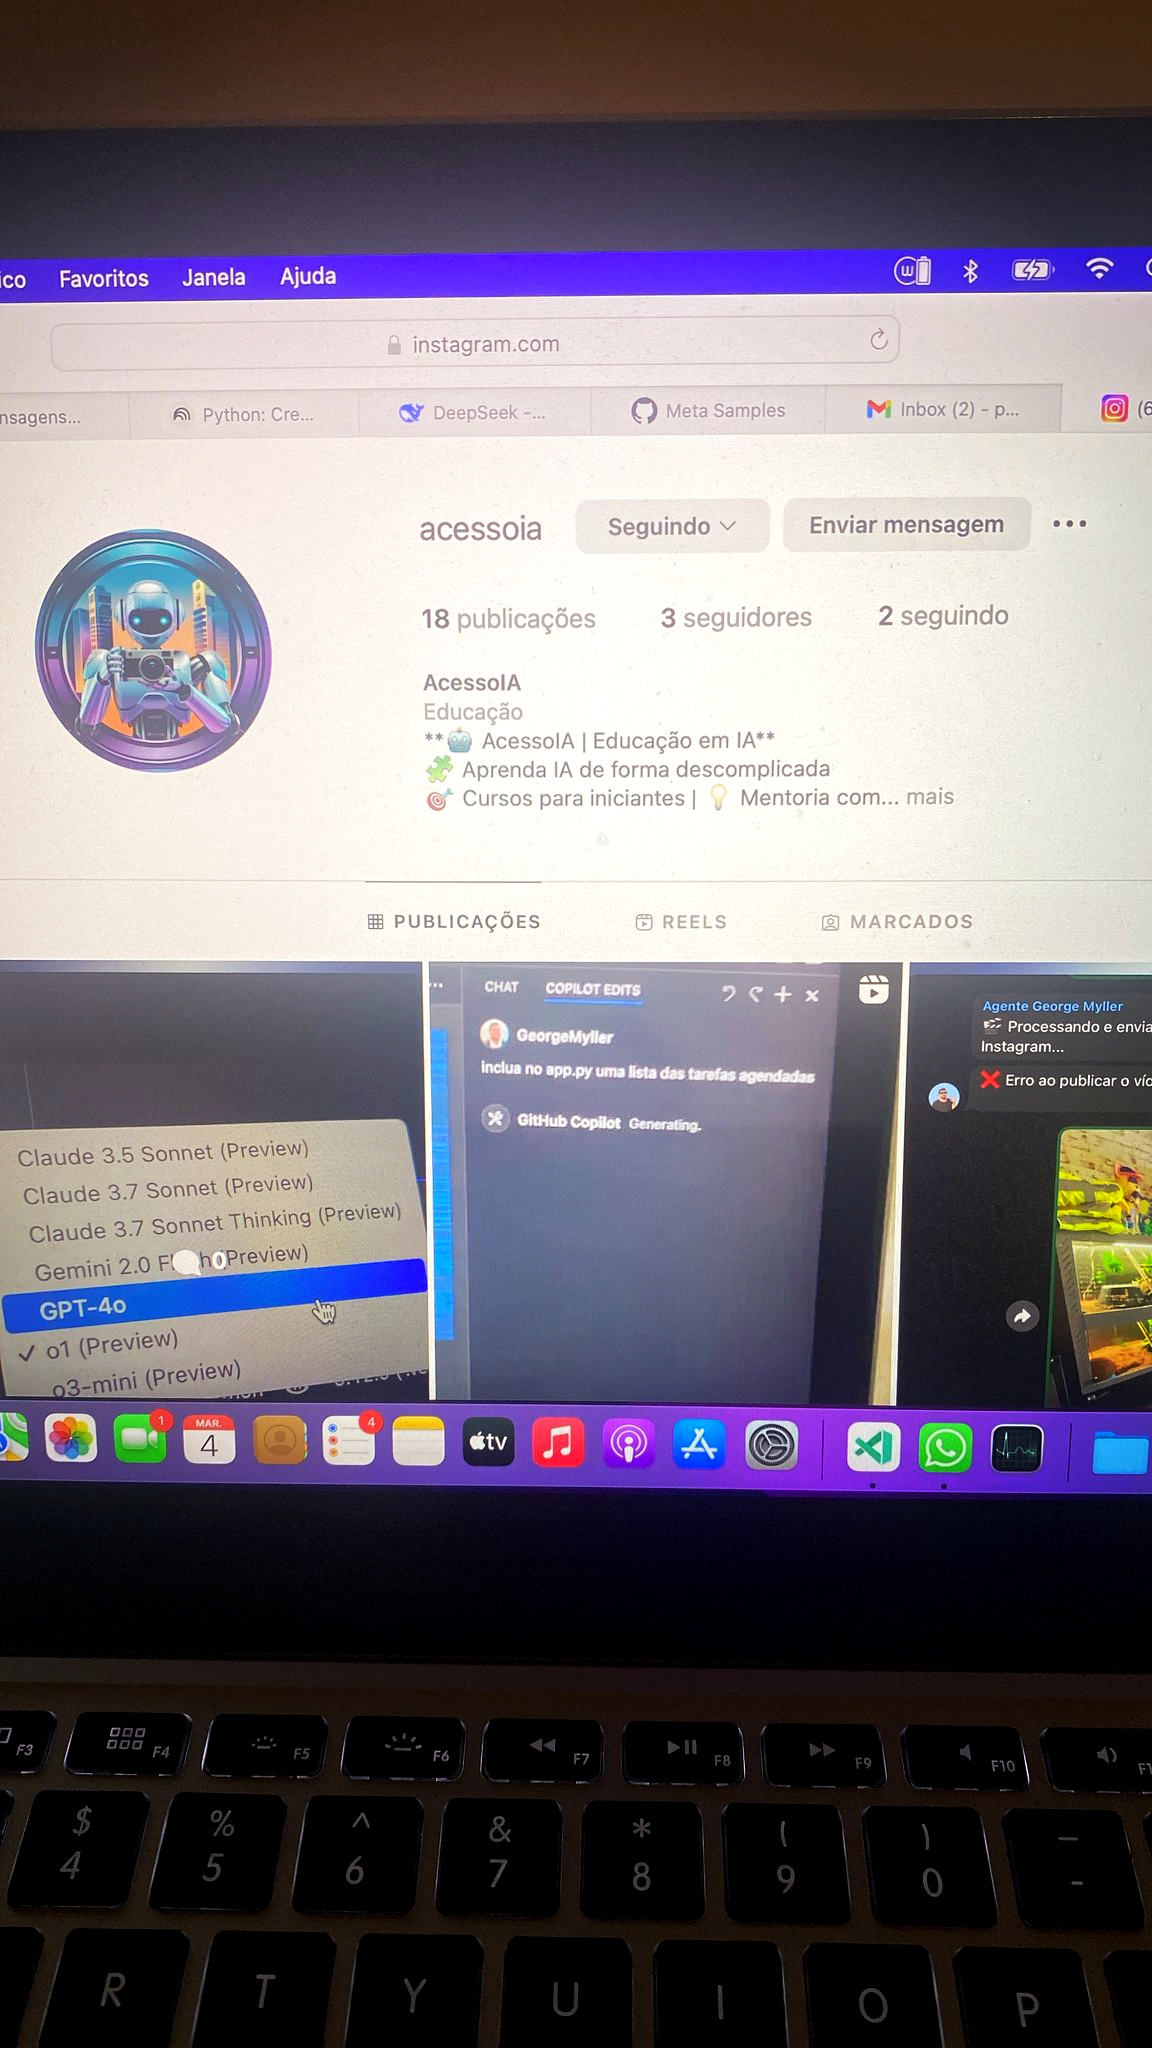 ico Favoritos Janela Ajuda
instagram.com
nsagens... Python: Cre... DeepSeek -... Meta Samples Inbox (2) - p... (6
acessoia Seguindo Enviar mensagem
18 publicações 3 seguidores 2 seguindo
AcessoIA
Educação
** AcessoIA | Educação em IA**
Aprenda IA de forma descomplicada
Cursos para iniciantes | Mentoria com... mais
PUBLICAÇÕES REELS MARCADOS
Claude 3.5 Sonnet (Preview)
Claude 3.7 Sonnet (Preview)
Claude 3.7 Sonnet Thinking (Preview)
Gemini 2.0 (Preview)
0
GPT-4o
✓ o1 (Preview)
o3-mini (Preview)
CHAT COPILOT EDITS
GeorgeMyller
Inclua no app.py uma lista das tarefas agendadas
GitHub Copilot Generating.
Agente George Myller
Processando e envia
Instagram...
Erro ao publicar o víd
1
MAR.
4
4
tv
F3 F4 F5 F6 F7 F8 F9 F10 F1
$ % ^ & * ( ) –
4 5 6 7 8 9 0 -
R T Y U I O P